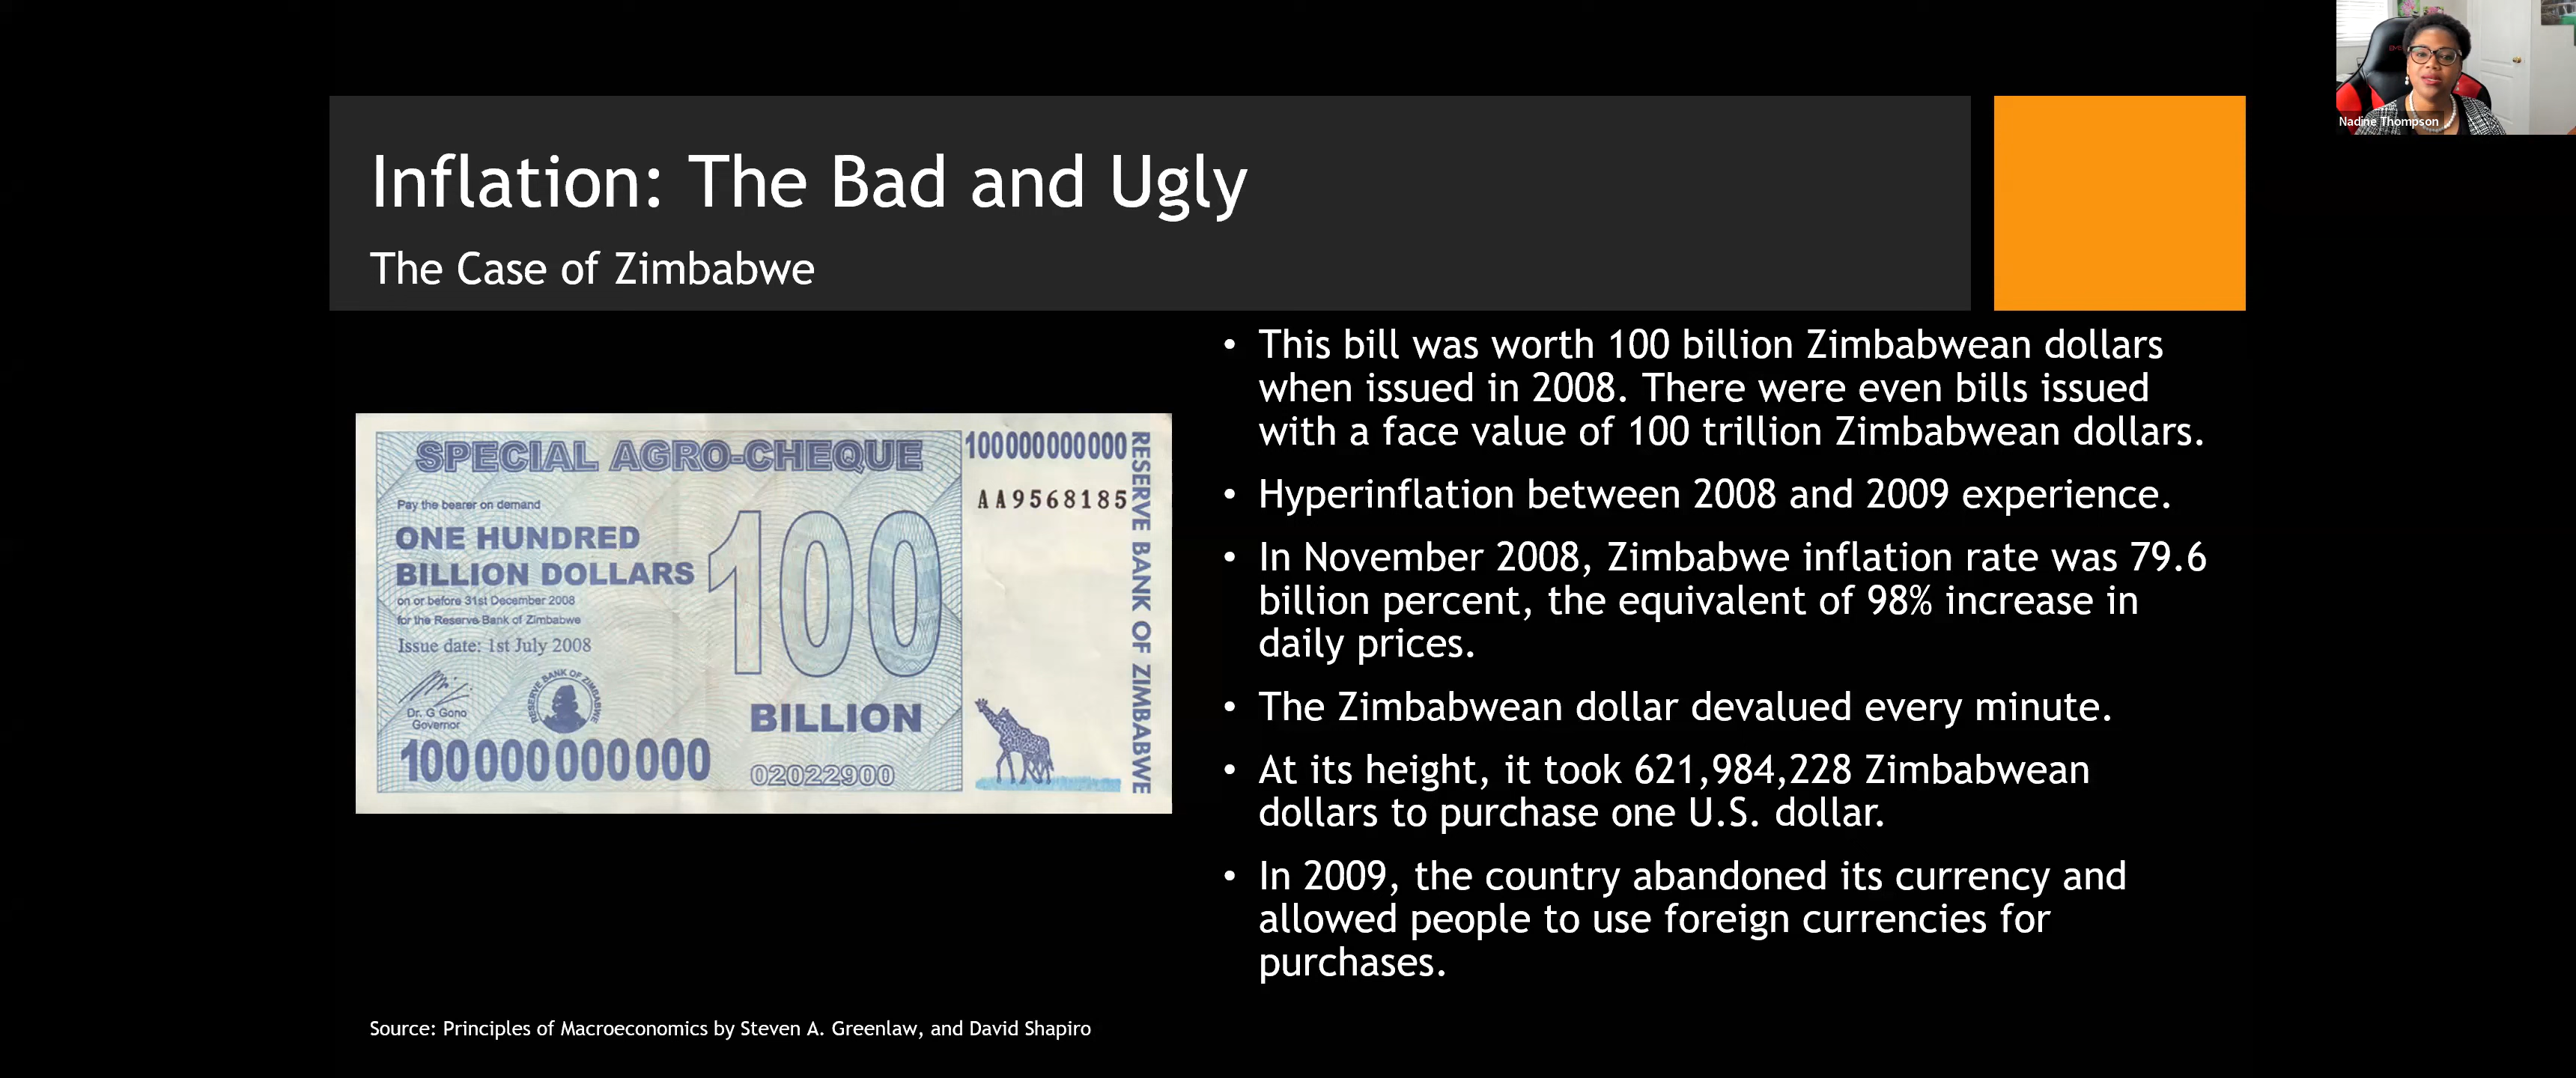 Nadine Thompson
Inflation: The Bad and Ugly
The Case of Zimbabwe
SPECIAL AGRO-CHEQUE
Pay the bearer on demand
ONE HUNDRED
BILLION DOLLARS
on or before 31st December 2008
for the Reserve Bank of Zimbabwe
Issue date: 1st July 2008
Dr. G Gono
Governor
RESERVE BANK OF ZIMBABWE
100000000000
100
BILLION
02022900
100000000000
AA9568185
RESERVE BANK OF ZIMBABWE
• This bill was worth 100 billion Zimbabwean dollars
when issued in 2008. There were even bills issued
with a face value of 100 trillion Zimbabwean dollars.
• Hyperinflation between 2008 and 2009 experience.
• In November 2008, Zimbabwe inflation rate was 79.6
billion percent, the equivalent of 98% increase in
daily prices.
• The Zimbabwean dollar devalued every minute.
• At its height, it took 621,984,228 Zimbabwean
dollars to purchase one U.S. dollar.
• In 2009, the country abandoned its currency and
allowed people to use foreign currencies for
purchases.
Source: Principles of Macroeconomics by Steven A. Greenlaw, and David Shapiro